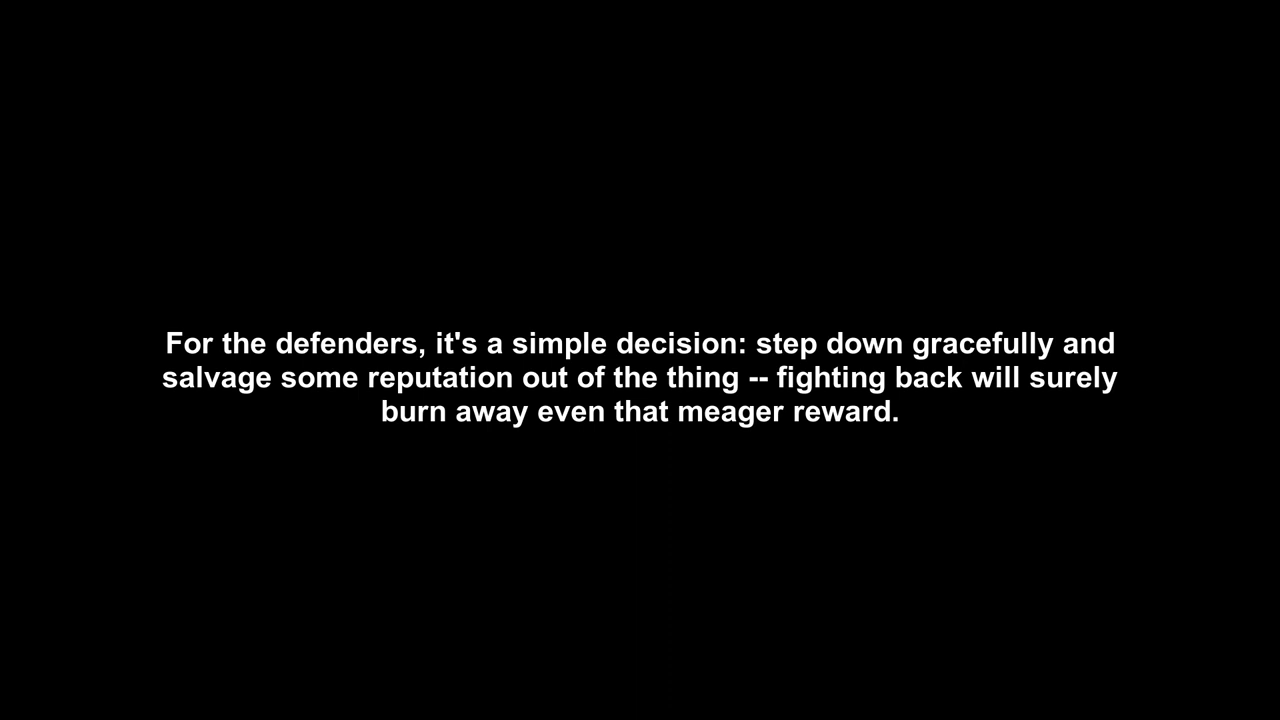 For the defenders, it's a simple decision: step down gracefully and
salvage some reputation out of the thing -- fighting back will surely
burn away even that meager reward.